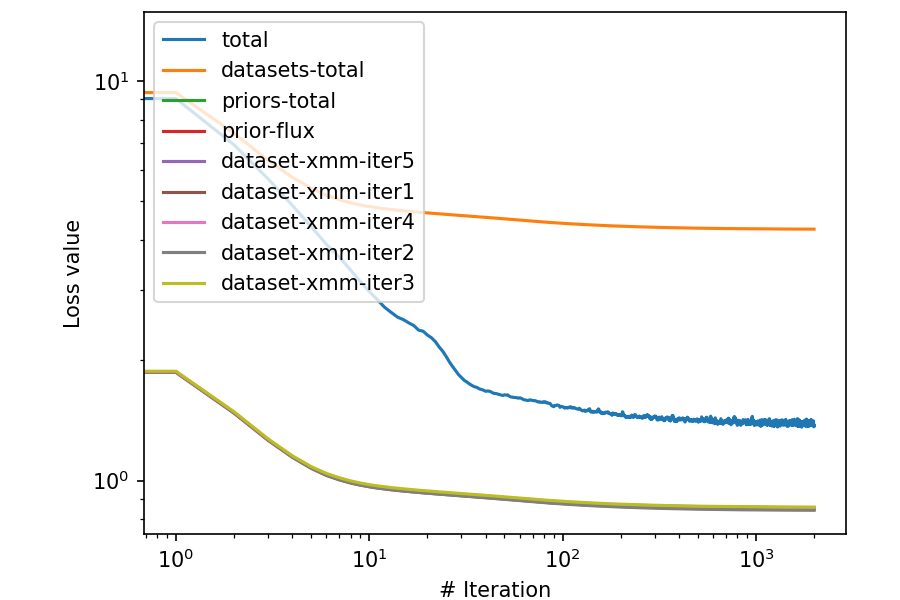 total
datasets-total
priors-total
prior-flux
dataset-xmm-iter5
dataset-xmm-iter1
dataset-xmm-iter4
dataset-xmm-iter2
dataset-xmm-iter3
10¹
10⁰
Loss value
10⁰ 10¹ 10² 10³
# Iteration